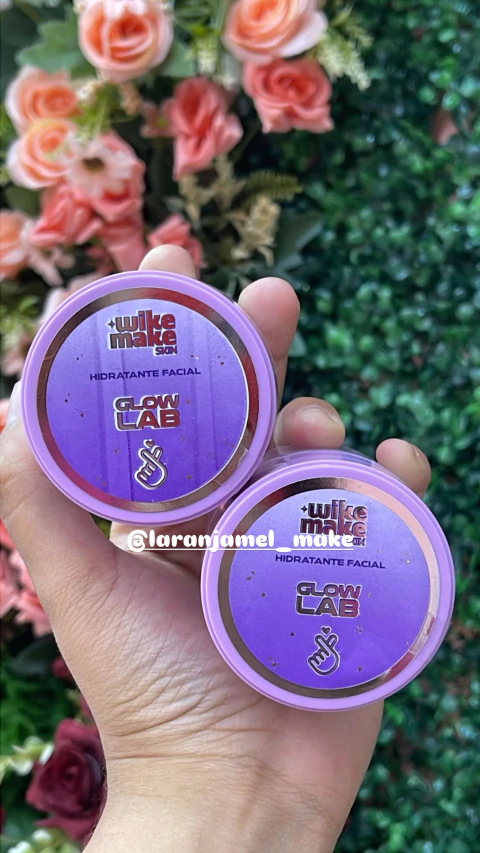 wike
make
SKIN
HIDRATANTE FACIAL
GLOW
LAB
@laranjamel_make
wike
make
SKIN
HIDRATANTE FACIAL
GLOW
LAB